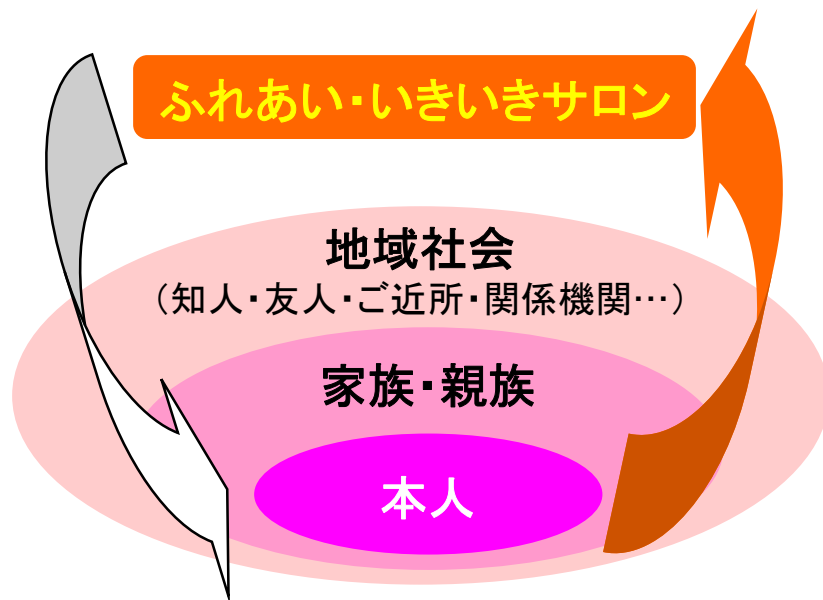 ふれあい・いきいきサロン
地域社会
（知人・友人・ご近所・関係機関…）
家族・親族
本人